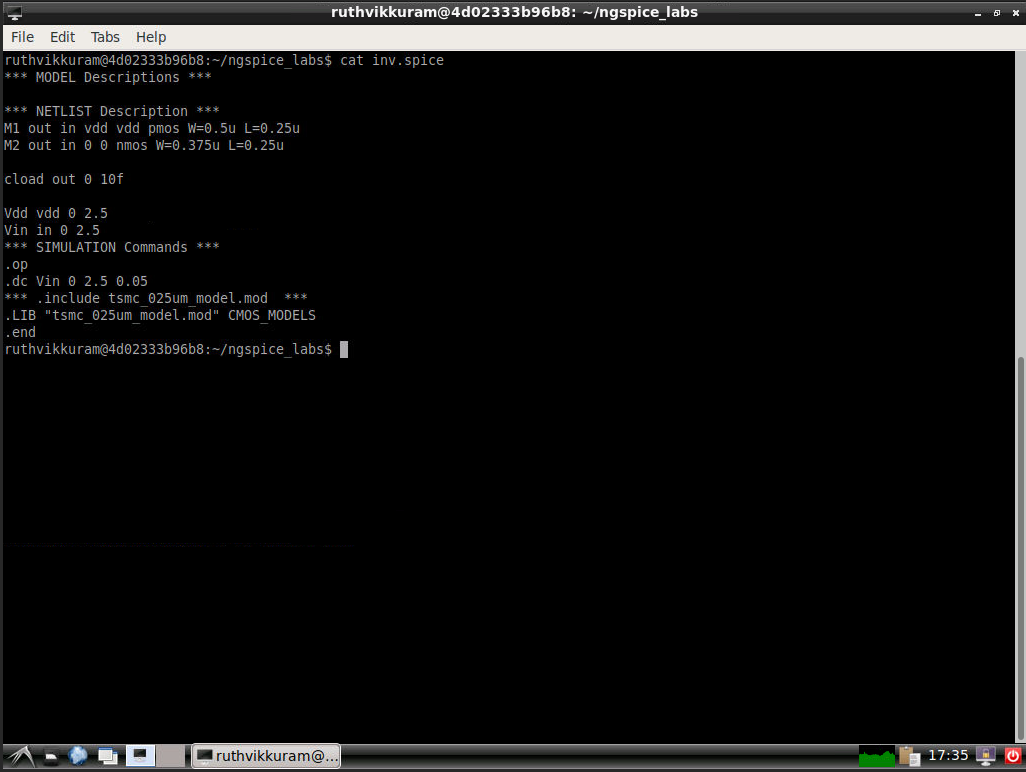 ruthvikkuram@4d02333b96b8: ~/ngspice_labs
File Edit Tabs Help
ruthvikkuram@4d02333b96b8:~/ngspice_labs$ cat inv.spice
*** MODEL Descriptions ***
*** NETLIST Description ***
M1 out in vdd vdd pmos W=0.5u L=0.25u
M2 out in 0 0 nmos W=0.375u L=0.25u
cload out 0 10f
Vdd vdd 0 2.5
Vin in 0 2.5
*** SIMULATION Commands ***
.op
.dc Vin 0 2.5 0.05
*** .include tsmc_025um_model.mod  ***
.LIB "tsmc_025um_model.mod" CMOS_MODELS
.end
ruthvikkuram@4d02333b96b8:~/ngspice_labs$
ruthvikkuram@... 17:35